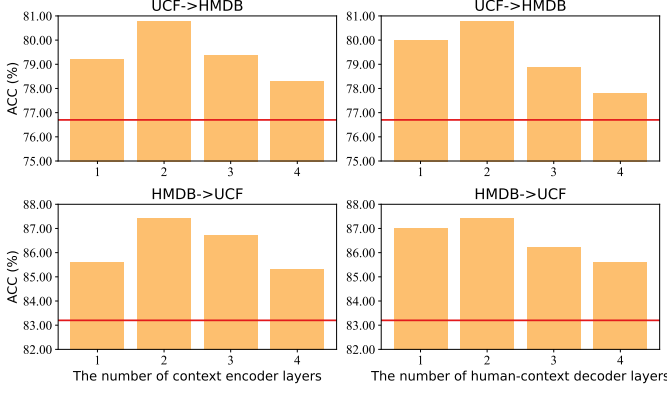 UCF->HMDB
UCF->HMDB
ACC (%)
81.00
80.00
79.00
78.00
77.00
76.00
75.00
1 2 3 4
81.00
80.00
79.00
78.00
77.00
76.00
75.00
1 2 3 4
HMDB->UCF
HMDB->UCF
ACC (%)
88.00
87.00
86.00
85.00
84.00
83.00
82.00
1 2 3 4
88.00
87.00
86.00
85.00
84.00
83.00
82.00
1 2 3 4
The number of context encoder layers
The number of human-context decoder layers